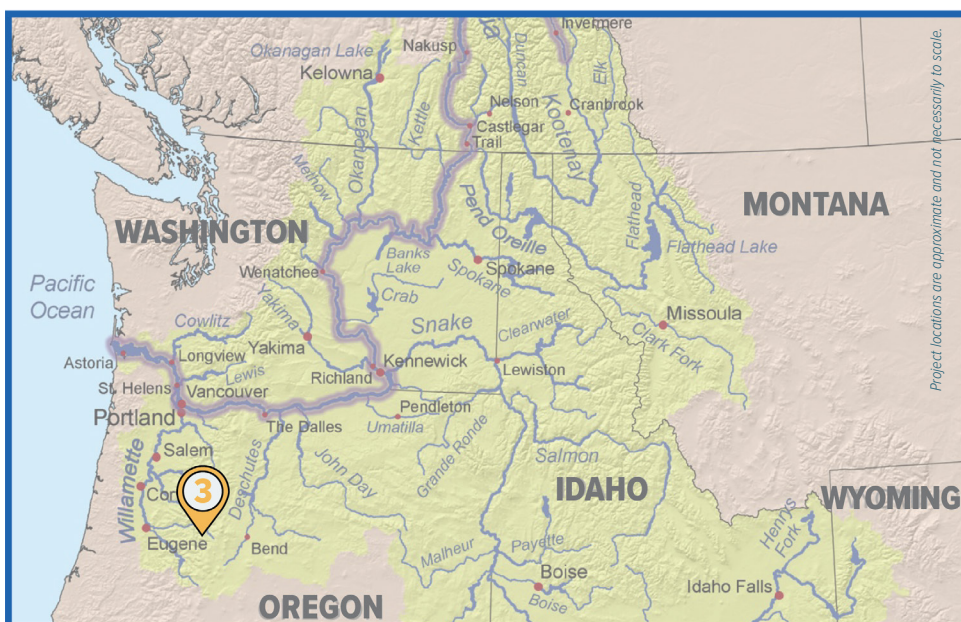 Invermere
Nakusp
Duncan
Elk
Okanagan Lake
Kelowna
Nelson
Cranbrook
Kettle
Kootenay
Castlegar
Trail
Okanogan
Methow
Pend Oreille
Flathead
MONTANA
WASHINGTON
Flathead Lake
Banks
Lake
Spokane
Spokane
Wenatchee
Pacific
Ocean
Crab
Yakima
Missoula
Cowlitz
Snake
Clearwater
Clark Fork
Yakima
Astoria
Longview
Kennewick
Lewiston
Lewis
Richland
St. Helens
Vancouver
Portland
Pendleton
The Dalles
Umatilla
Salem
Willamette
Deschutes
John Day
Grande Ronde
Salmon
3
IDAHO
WYOMING
Eugene
Bend
Malheur
Payette
Henrys
Fork
Boise
Idaho Falls
Boise
OREGON
Project locations are approximate and not necessarily to scale.